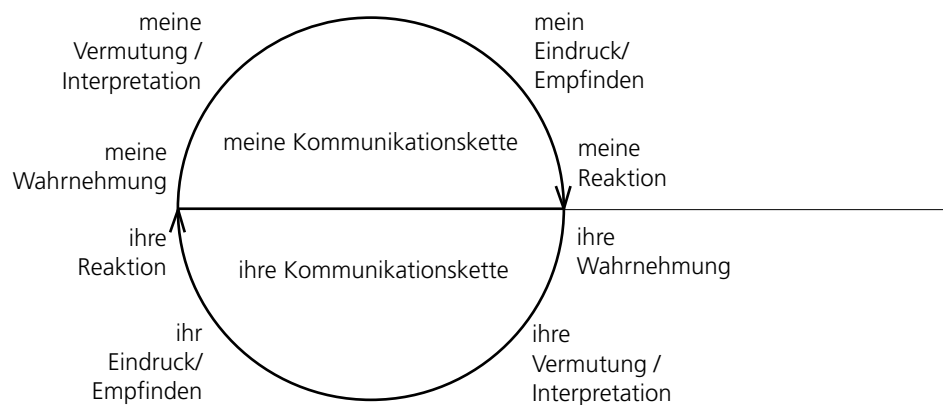 meine
Vermutung /
Interpretation
mein
Eindruck/
Empfinden
meine Kommunikationskette
meine
Wahrnehmung
meine
Reaktion
ihre
Reaktion
ihre Kommunikationskette
ihre
Wahrnehmung
ihr
Eindruck/
Empfinden
ihre
Vermutung /
Interpretation